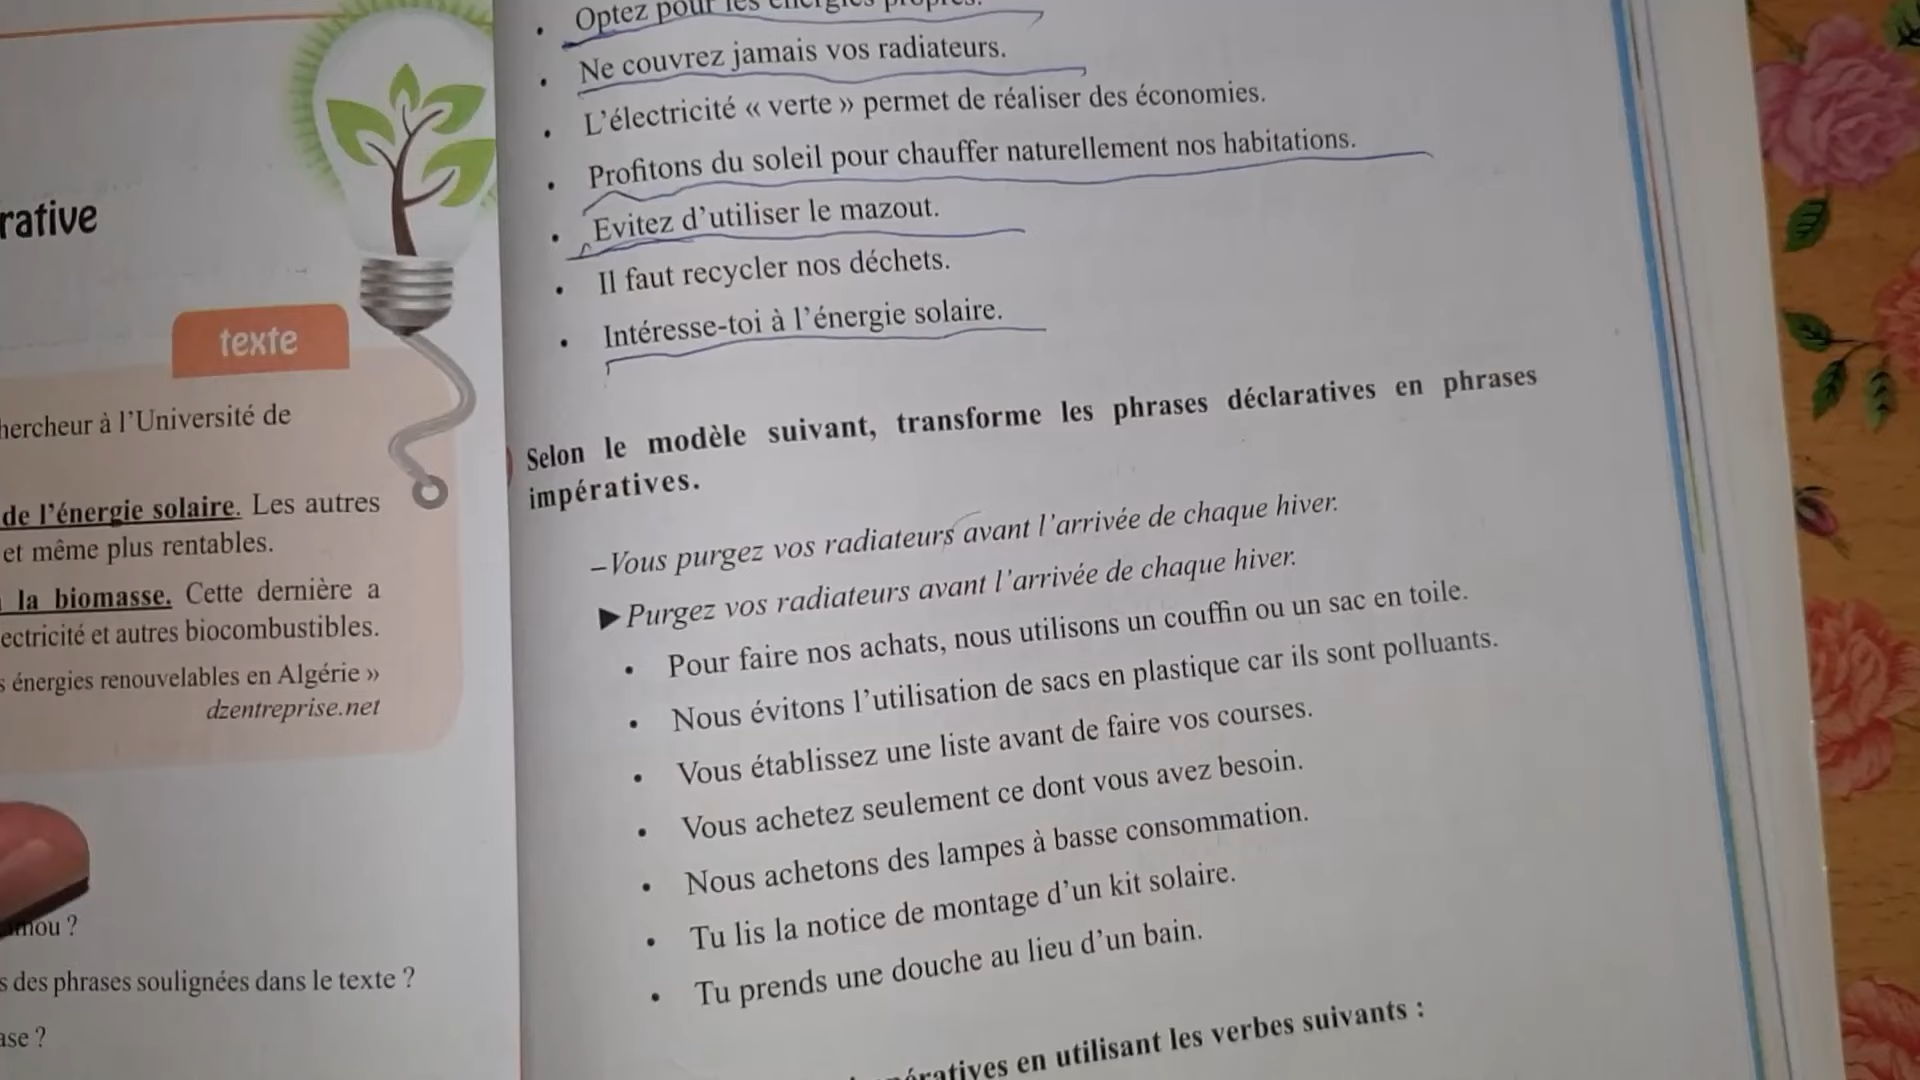 rative
texte
hercheur à l'Université de
de l'énergie solaire. Les autres
et même plus rentables.
la biomasse. Cette dernière a
ectricité et autres biocombustibles.
s énergies renouvelables en Algérie »
dzentreprise.net
mou ?
s des phrases soulignées dans le texte ?
ase ?
• Optez pour les énergies propres.
• Ne couvrez jamais vos radiateurs.
• L'électricité « verte » permet de réaliser des économies.
• Profitons du soleil pour chauffer naturellement nos habitations.
• Evitez d'utiliser le mazout.
• Il faut recycler nos déchets.
• Intéresse-toi à l'énergie solaire.
Selon le modèle suivant, transforme les phrases déclaratives en phrases
impératives.
–Vous purgez vos radiateurs avant l'arrivée de chaque hiver.
►Purgez vos radiateurs avant l'arrivée de chaque hiver.
• Pour faire nos achats, nous utilisons un couffin ou un sac en toile.
• Nous évitons l'utilisation de sacs en plastique car ils sont polluants.
• Vous établissez une liste avant de faire vos courses.
• Vous achetez seulement ce dont vous avez besoin.
• Nous achetons des lampes à basse consommation.
• Tu lis la notice de montage d'un kit solaire.
• Tu prends une douche au lieu d'un bain.
ératives en utilisant les verbes suivants :